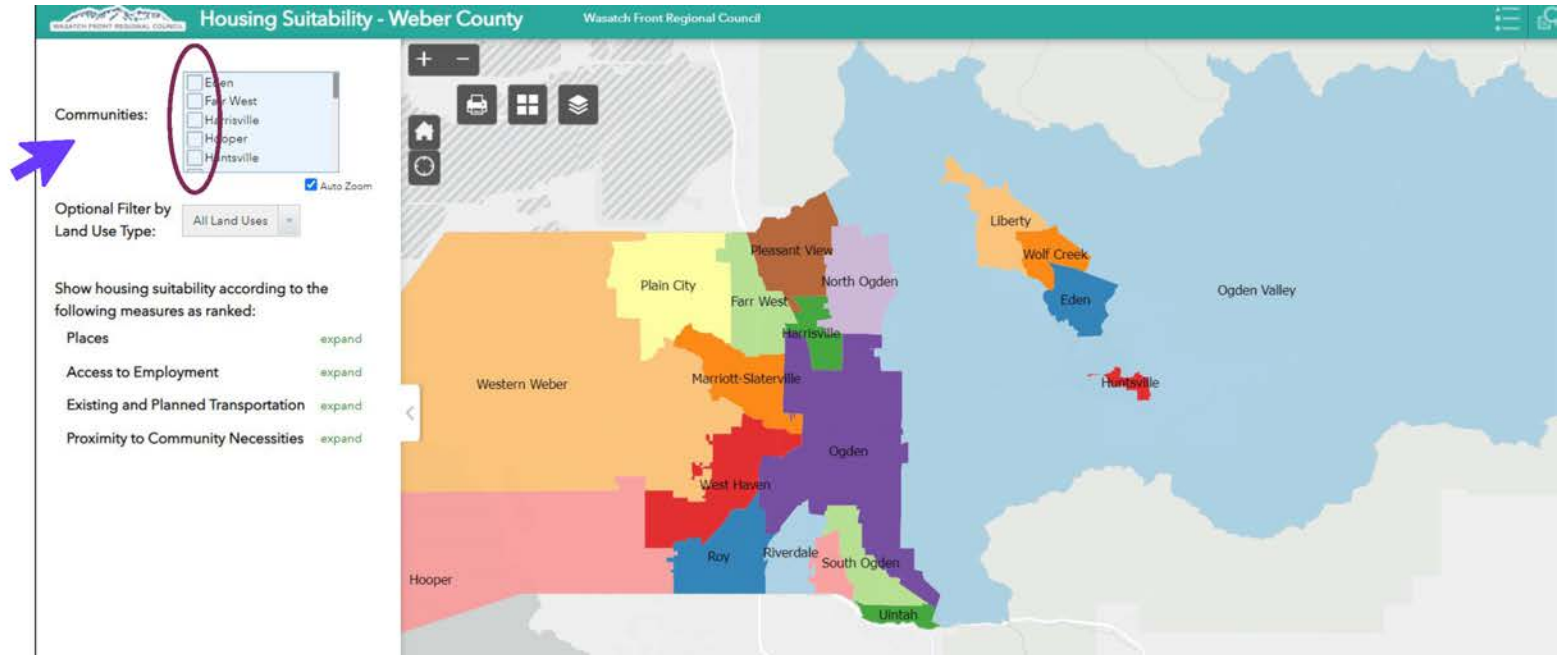 WASATCH FRONT REGIONAL COUNCIL
Housing Suitability - Weber County
Wasatch Front Regional Council
Communities:
Eden
Farr West
Harrisville
Hooper
Huntsville
Auto Zoom
Optional Filter by
Land Use Type:
All Land Uses
Show housing suitability according to the
following measures as ranked:
Places expand
Access to Employment expand
Existing and Planned Transportation expand
Proximity to Community Necessities expand
Liberty
Wolf Creek
Eden
Ogden Valley
Huntsville
Pleasant View
North Ogden
Plain City
Farr West
Harrisville
Western Weber
Marriott-Slaterville
Ogden
West Haven
Roy
Riverdale
South Ogden
Hooper
Uintah